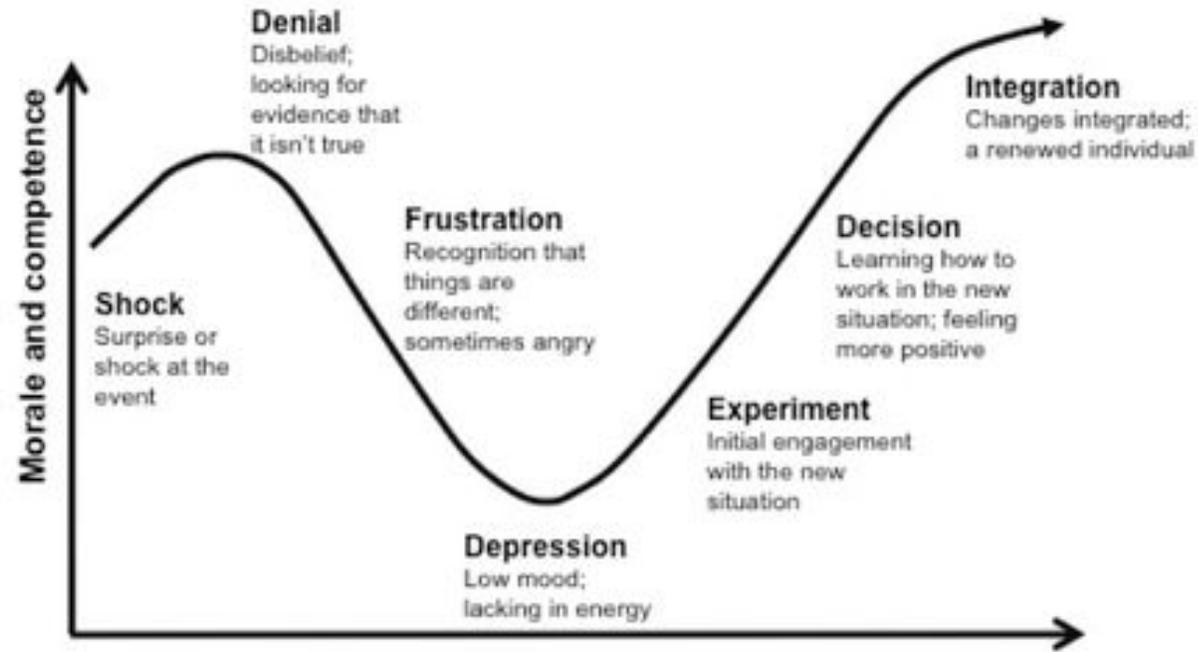 Denial
Disbelief;
looking for
evidence that
it isn't true
Morale and competence
Shock
Surprise or
shock at the
event
Frustration
Recognition that
things are
different;
sometimes angry
Depression
Low mood;
lacking in energy
Experiment
Initial engagement
with the new
situation
Decision
Learning how to
work in the new
situation; feeling
more positive
Integration
Changes integrated;
a renewed individual